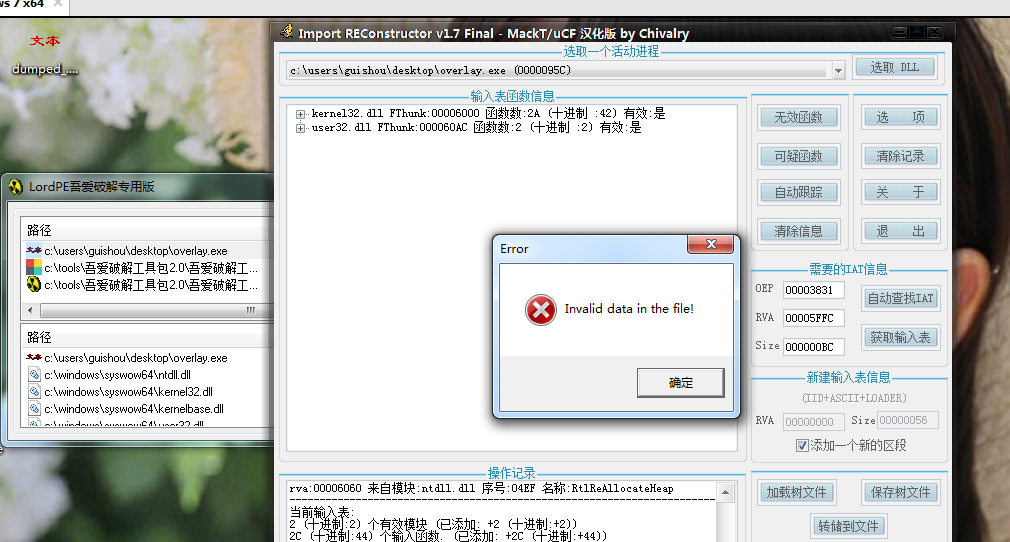 ws 7 x64
文本
dumped_....
Import REConstructor v1.7 Final - MackT/uCF 汉化版 by Chivalry
选取一个活动进程
c:\users\guishou\desktop\overlay.exe (0000095C)
选取 DLL
输入表函数信息
kernel32.dll FThunk:00006000 函数数:2A (十进制 :42) 有效:是
user32.dll FThunk:000060AC 函数数:2 (十进制 :2) 有效:是
无效函数
选 项
可疑函数
清除记录
自动跟踪
关 于
清除信息
退 出
LordPE吾爱破解专用版
路径
c:\users\guishou\desktop\overlay.exe
c:\tools\吾爱破解工具包2.0\吾爱破解工...
c:\tools\吾爱破解工具包2.0\吾爱破解工...
路径
c:\users\guishou\desktop\overlay.exe
c:\windows\syswow64\ntdll.dll
c:\windows\syswow64\kernel32.dll
c:\windows\syswow64\kernelbase.dll
c:\windows\syswow64\user32.dll
Error
Invalid data in the file!
确定
需要的IAT信息
OEP 00003831
自动查找IAT
RVA 00005FFC
Size 000000BC
获取输入表
新建输入表信息
(IID+ASCII+LOADER)
RVA 00000000 Size 00000056
添加一个新的区段
操作记录
rva:00006060 来自模块:ntdll.dll 序号:04EF 名称:RtlReAllocateHeap
当前输入表:
2 (十进制:2) 个有效模块 (已添加: +2 (十进制:+2))
2C (十进制:44) 个输入函数. (已添加: +2C (十进制:+44))
加载树文件
保存树文件
转储到文件